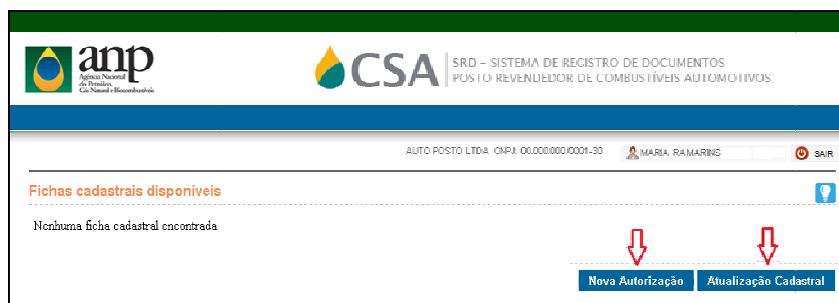 anp
Agência Nacional
do Petróleo,
Gás Natural e Biocombustíveis
CSA
SRD – SISTEMA DE REGISTRO DE DOCUMENTOS
POSTO REVENDEDOR DE COMBUSTÍVEIS AUTOMOTIVOS
AUTO POSTO LTDA CNPJ: 00.000.000/0001-30 MARIA RAMARINS SAIR
Fichas cadastrais disponíveis
Nenhuma ficha cadastral encontrada
Nova Autorização Atualização Cadastral